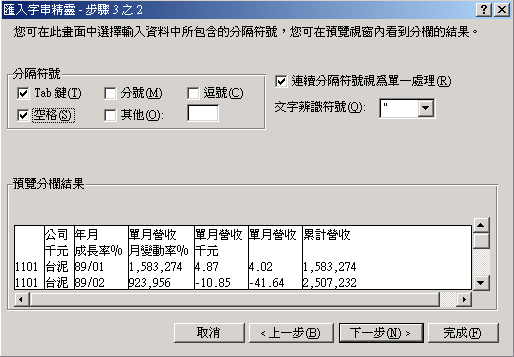 匯入字串精靈 - 步驟 3 之 2
您可在此畫面中選擇輸入資料中所包含的分隔符號，您可在預覽視窗內看到分欄的結果。
分隔符號
Tab 鍵(T) 分號(M) 逗號(C)
空格(S) 其他(O):
連續分隔符號視為單一處理(R)
文字辨識符號(Q): "
預覽分欄結果
公司 年月 單月營收 單月營收 單月營收 累計營收
千元 成長率% 月變動率% 千元
1101 台泥 89/01 1,583,274 4.87 4.02 1,583,274
1101 台泥 89/02 923,956 -10.85 -41.64 2,507,232
取消 < 上一步(B) 下一步(N) > 完成(F)